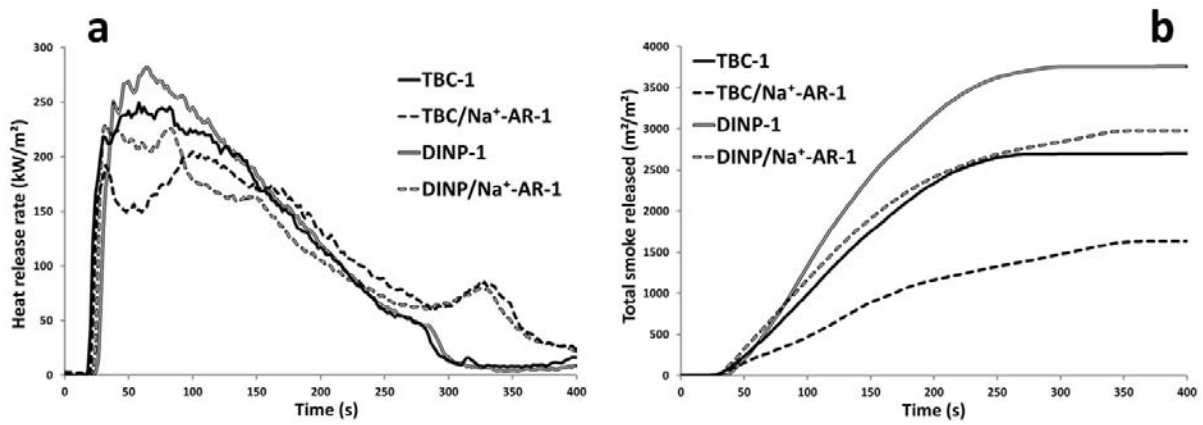 a
Heat release rate (kW/m²)
300
250
200
150
100
50
0
0 50 100 150 200 250 300 350 400
Time (s)
TBC-1
TBC/Na⁺-AR-1
DINP-1
DINP/Na⁺-AR-1
b
Total smoke released (m²/m²)
4000
3500
3000
2500
2000
1500
1000
500
0
0 50 100 150 200 250 300 350 400
Time (s)
TBC-1
TBC/Na⁺-AR-1
DINP-1
DINP/Na⁺-AR-1